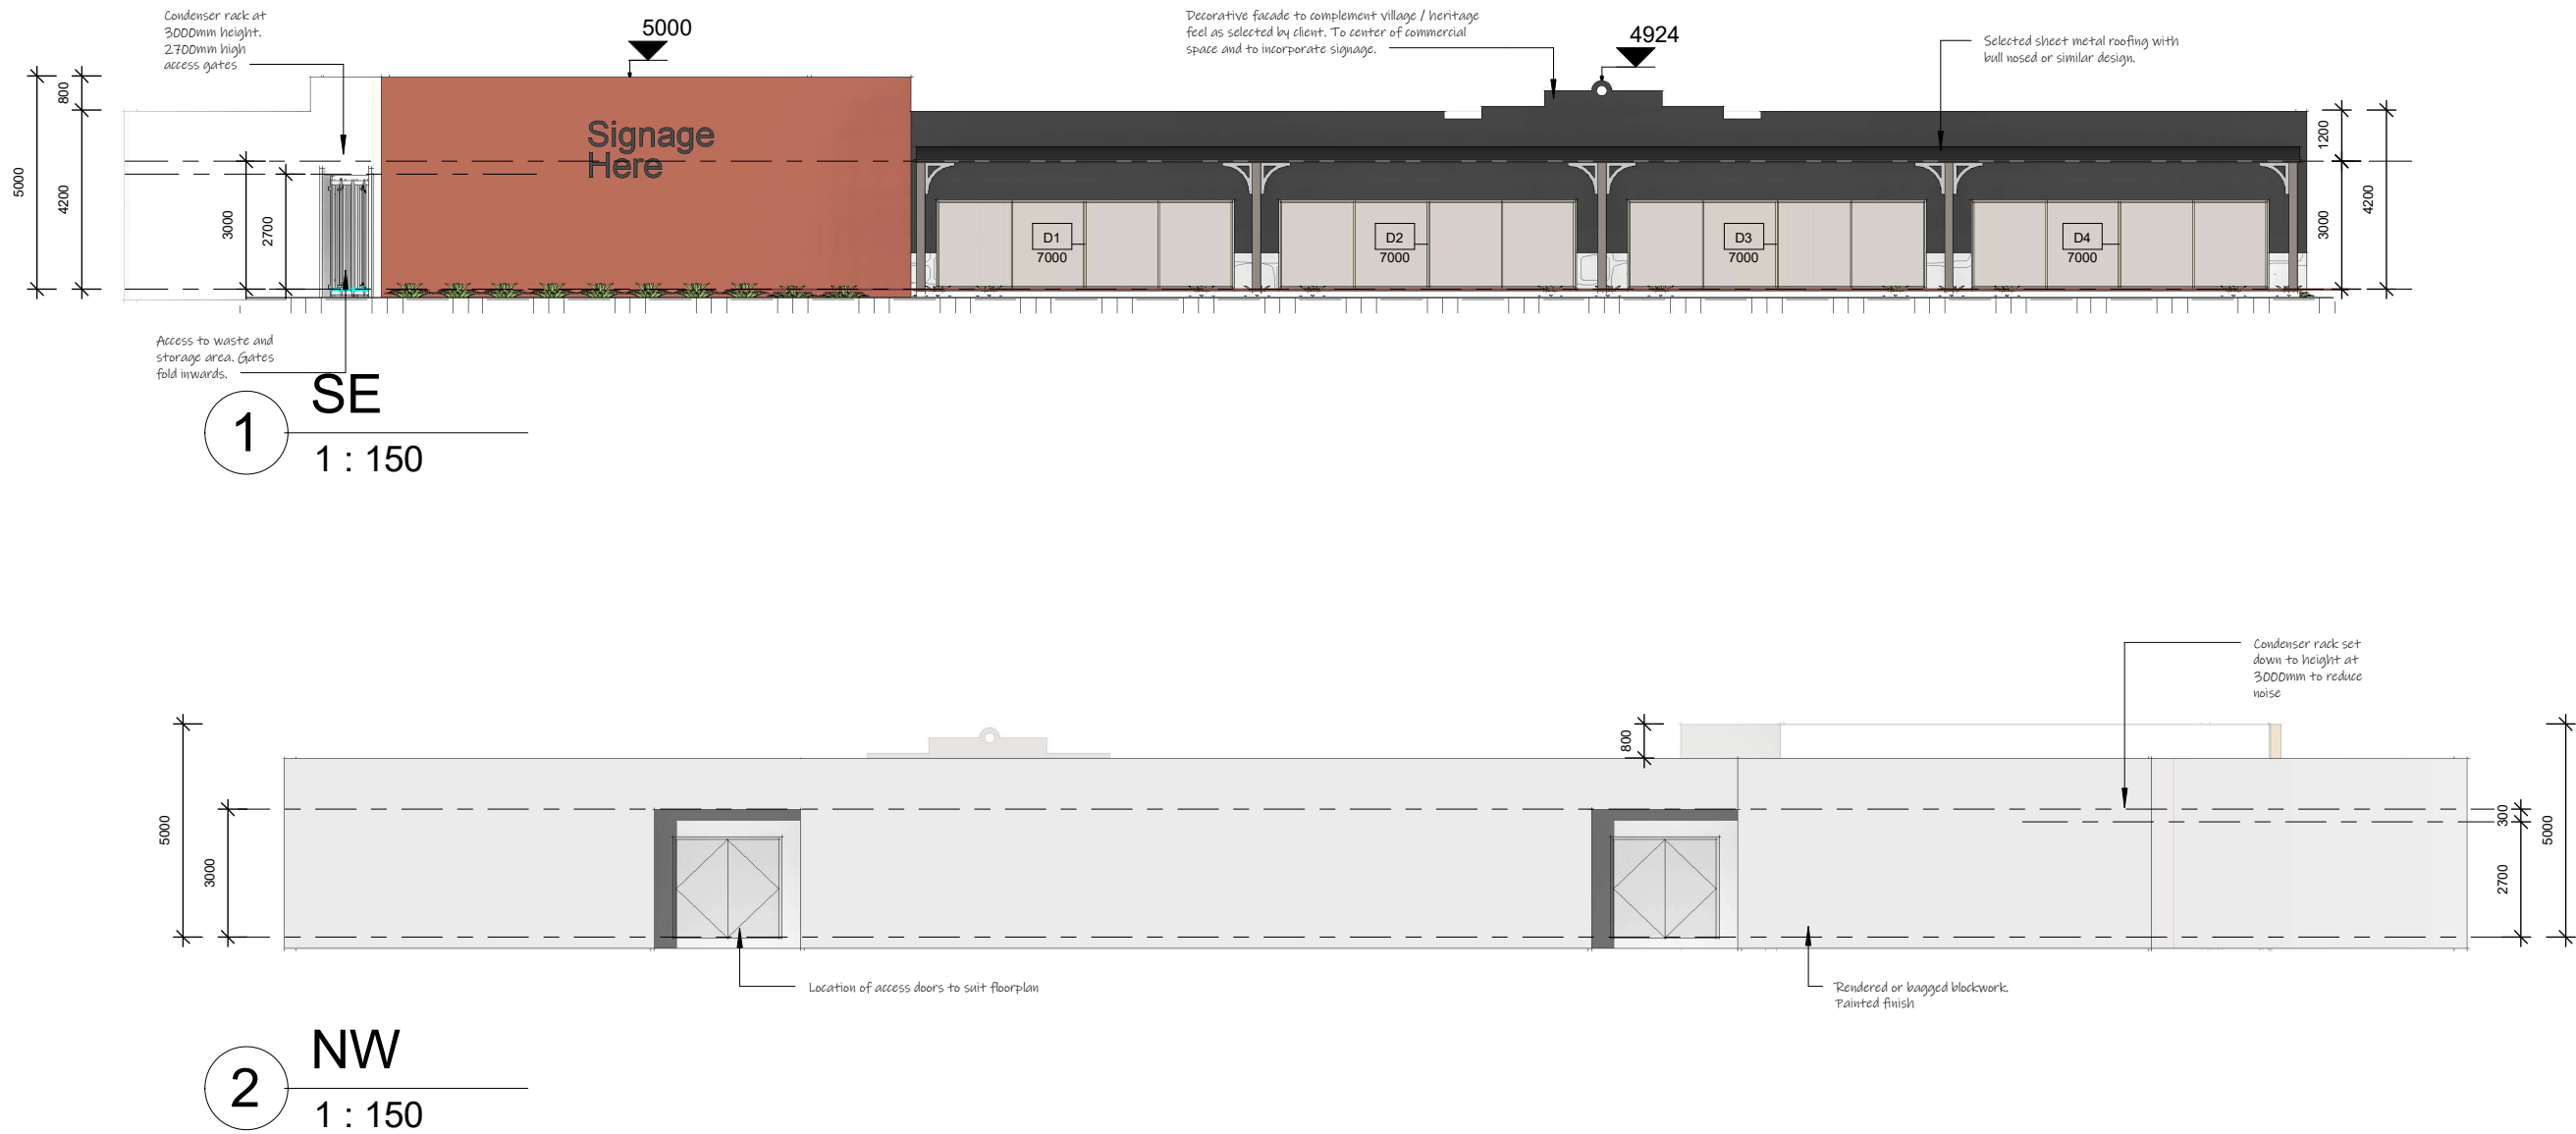 Condenser rack at
3000mm height.
2700mm high
access gates
5000
Decorative facade to complement village / heritage
feel as selected by client. To center of commercial
space and to incorporate signage.
4924
Selected sheet metal roofing with
bull nosed or similar design.
5000
800
4200
3000
2700
Signage
Here
D1
7000
D2
7000
D3
7000
D4
7000
1200
3000
4200
Access to waste and
storage area. Gates
fold inwards.
1
SE
1 : 150
Condenser rack set
down to height at
3000mm to reduce
noise
5000
3000
800
300
2700
5000
Location of access doors to suit floorplan
Rendered or bagged blockwork.
Painted finish
2
NW
1 : 150